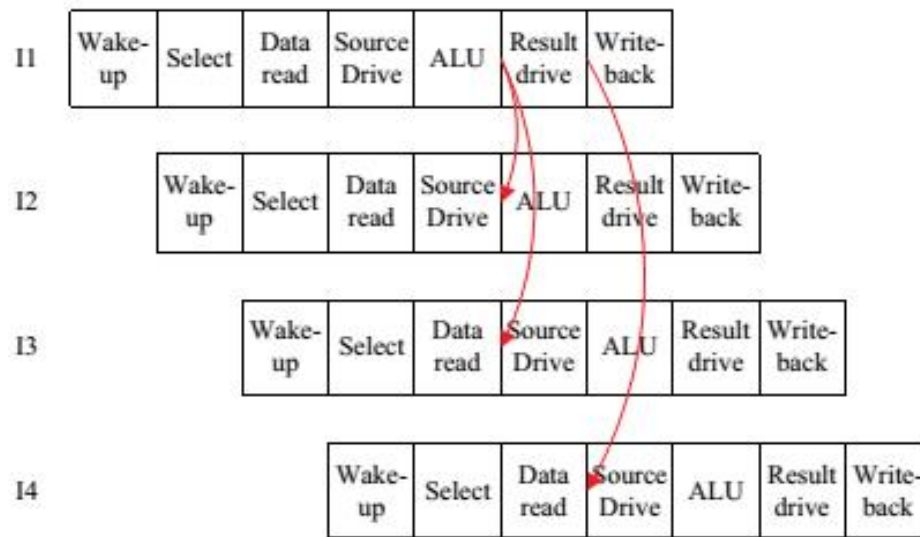 I1 Wake-up Select Data read Source Drive ALU Result drive Write-back
I2 Wake-up Select Data read Source Drive ALU Result drive Write-back
I3 Wake-up Select Data read Source Drive ALU Result drive Write-back
I4 Wake-up Select Data read Source Drive ALU Result drive Write-back